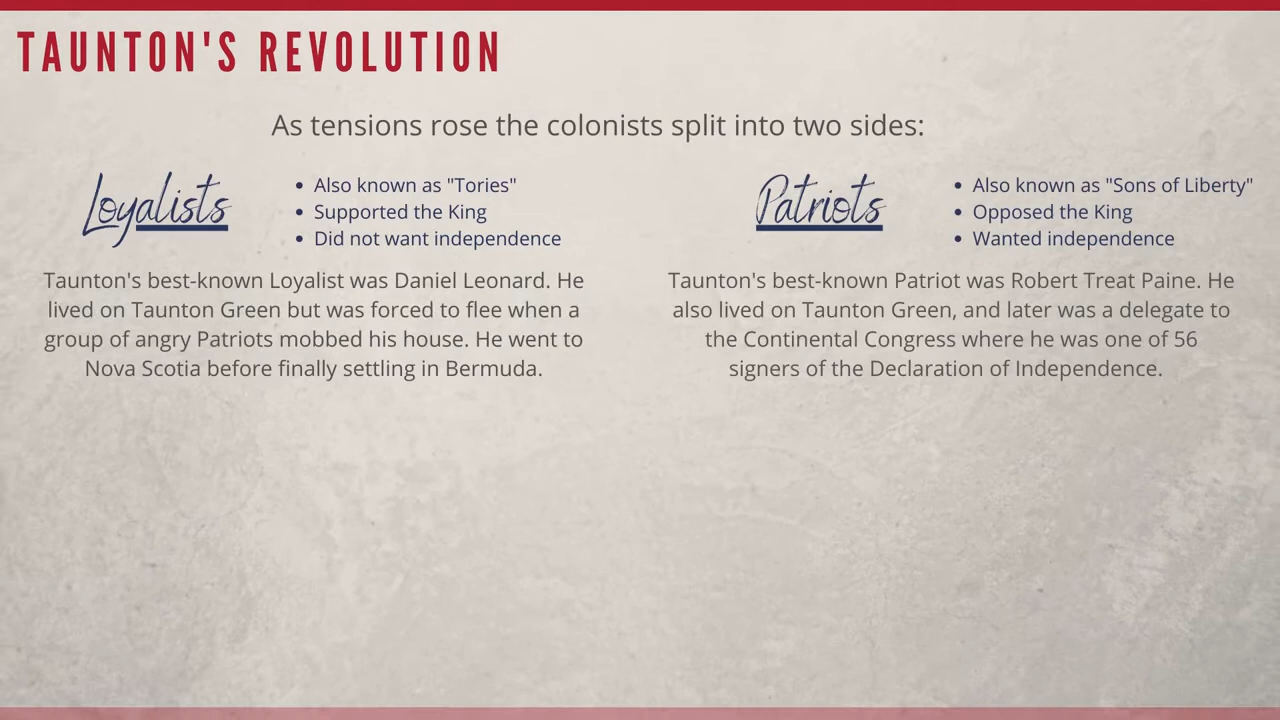 TAUNTON'S REVOLUTION
As tensions rose the colonists split into two sides:
Loyalists
• Also known as "Tories"
• Supported the King
• Did not want independence
Taunton's best-known Loyalist was Daniel Leonard. He
lived on Taunton Green but was forced to flee when a
group of angry Patriots mobbed his house. He went to
Nova Scotia before finally settling in Bermuda.
Patriots
• Also known as "Sons of Liberty"
• Opposed the King
• Wanted independence
Taunton's best-known Patriot was Robert Treat Paine. He
also lived on Taunton Green, and later was a delegate to
the Continental Congress where he was one of 56
signers of the Declaration of Independence.